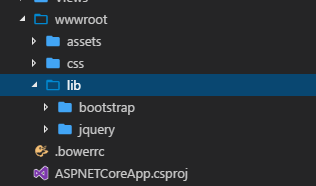 Views
wwwroot
assets
css
lib
bootstrap
jquery
.bowerrc
ASPNETCoreApp.csproj